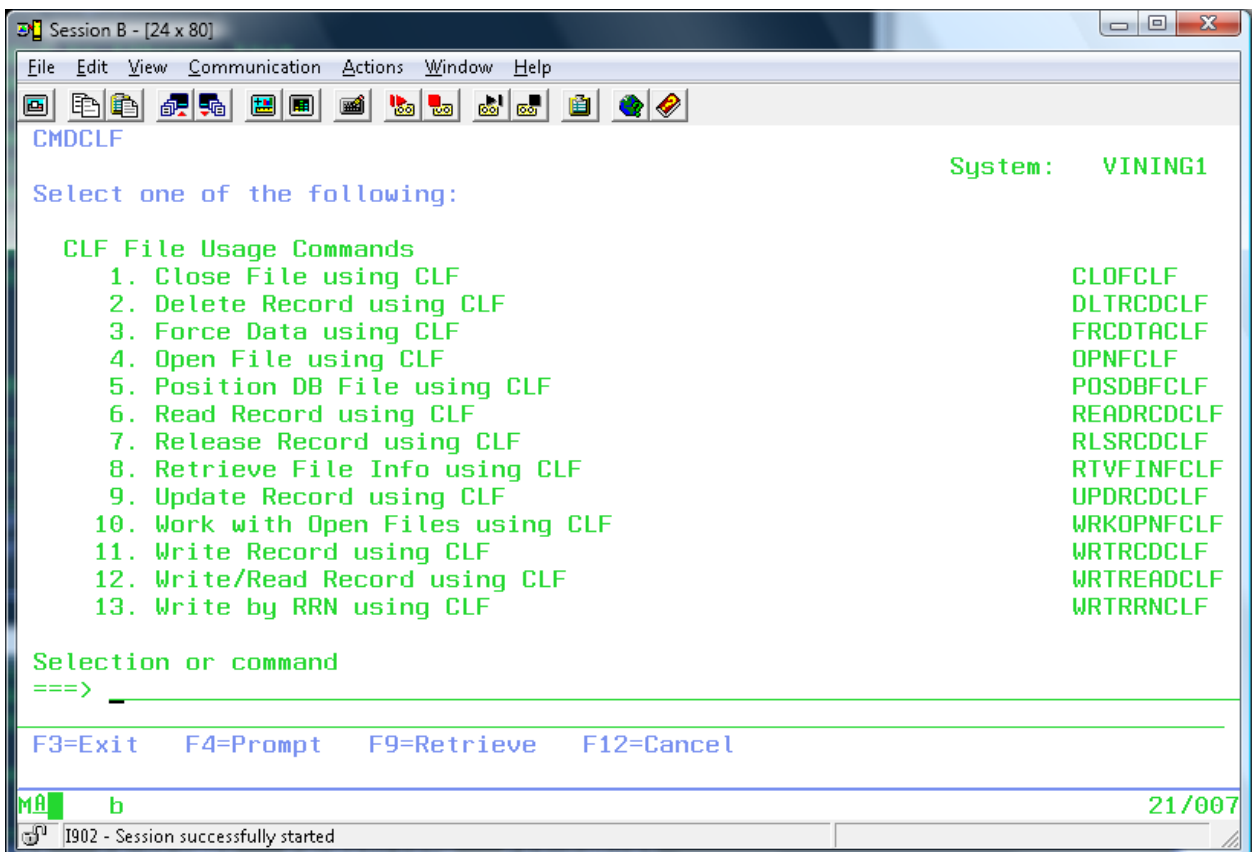 Session B - [24 x 80]
File Edit View Communication Actions Window Help
CMDCLF
System: VINING1
Select one of the following:
CLF File Usage Commands
1. Close File using CLF CLOFCLF
2. Delete Record using CLF DLTRCDCLF
3. Force Data using CLF FRCDTACLF
4. Open File using CLF OPNFCLF
5. Position DB File using CLF POSDBFCLF
6. Read Record using CLF READRCDCLF
7. Release Record using CLF RLSRCDCLF
8. Retrieve File Info using CLF RTVFINFCLF
9. Update Record using CLF UPDRCDCLF
10. Work with Open Files using CLF WRKOPNFCLF
11. Write Record using CLF WRTRCDCLF
12. Write/Read Record using CLF WRTREADCLF
13. Write by RRN using CLF WRTRRNCLF
Selection or command
===> _
F3=Exit F4=Prompt F9=Retrieve F12=Cancel
MA b 21/007
I902 - Session successfully started